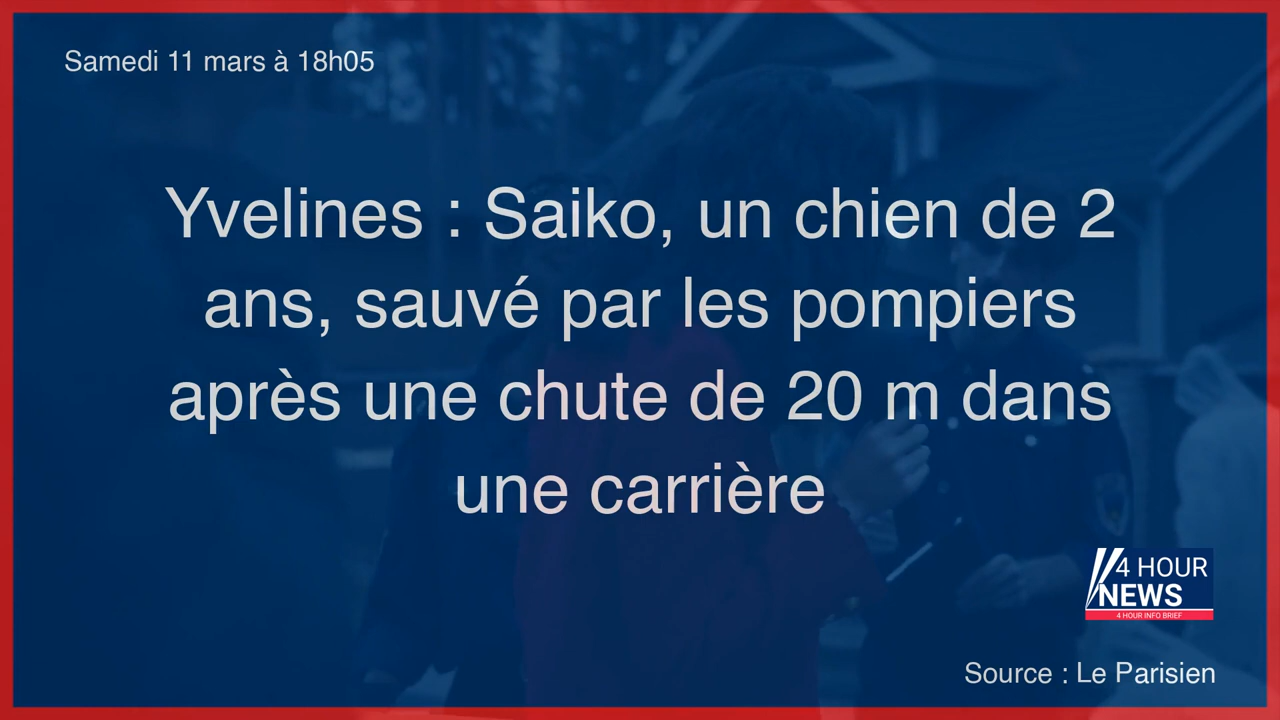 Samedi 11 mars à 18h05
Yvelines : Saiko, un chien de 2
ans, sauvé par les pompiers
après une chute de 20 m dans
une carrière
4 HOUR
NEWS
4 HOUR INFO BRIEF
Source : Le Parisien